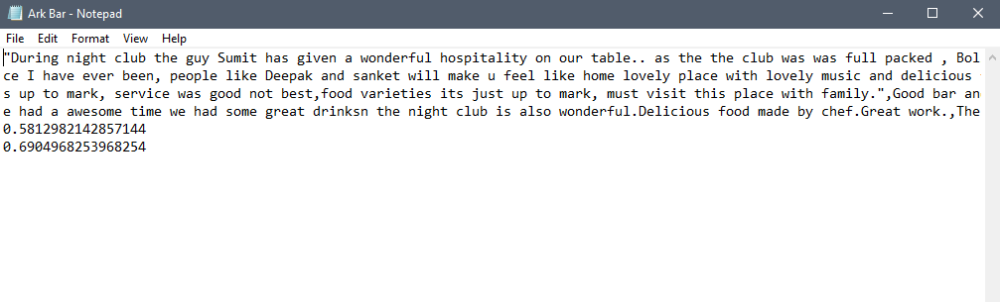 Ark Bar - Notepad
File Edit Format View Help
"During night club the guy Sumit has given a wonderful hospitality on our table.. as the the club was was full packed , Bol
ce I have ever been, people like Deepak and sanket will make u feel like home lovely place with lovely music and delicious
s up to mark, service was good not best,food varieties its just up to mark, must visit this place with family.",Good bar an
e had a awesome time we had some great drinksn the night club is also wonderful.Delicious food made by chef.Great work.,The
0.5812982142857144
0.6904968253968254